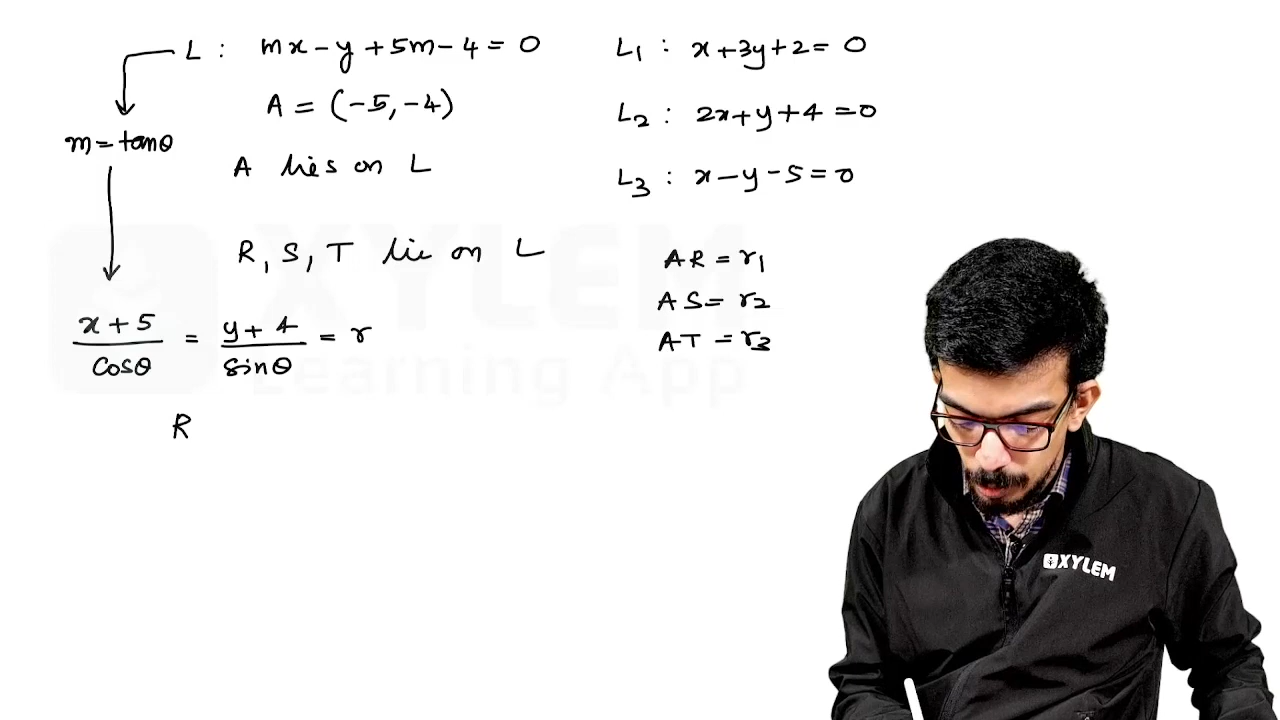 L : mx - y + 5m - 4 = 0
A = (-5, -4)
m = tanθ
A lies on L
R, S, T lie on L
x + 5 / cosθ = y + 4 / sinθ = r
R
L1 : x + 3y + 2 = 0
L2 : 2x + y + 4 = 0
L3 : x - y - 5 = 0
AR = r1
AS = r2
AT = r3
XYLEM
Learning App
XYLEM